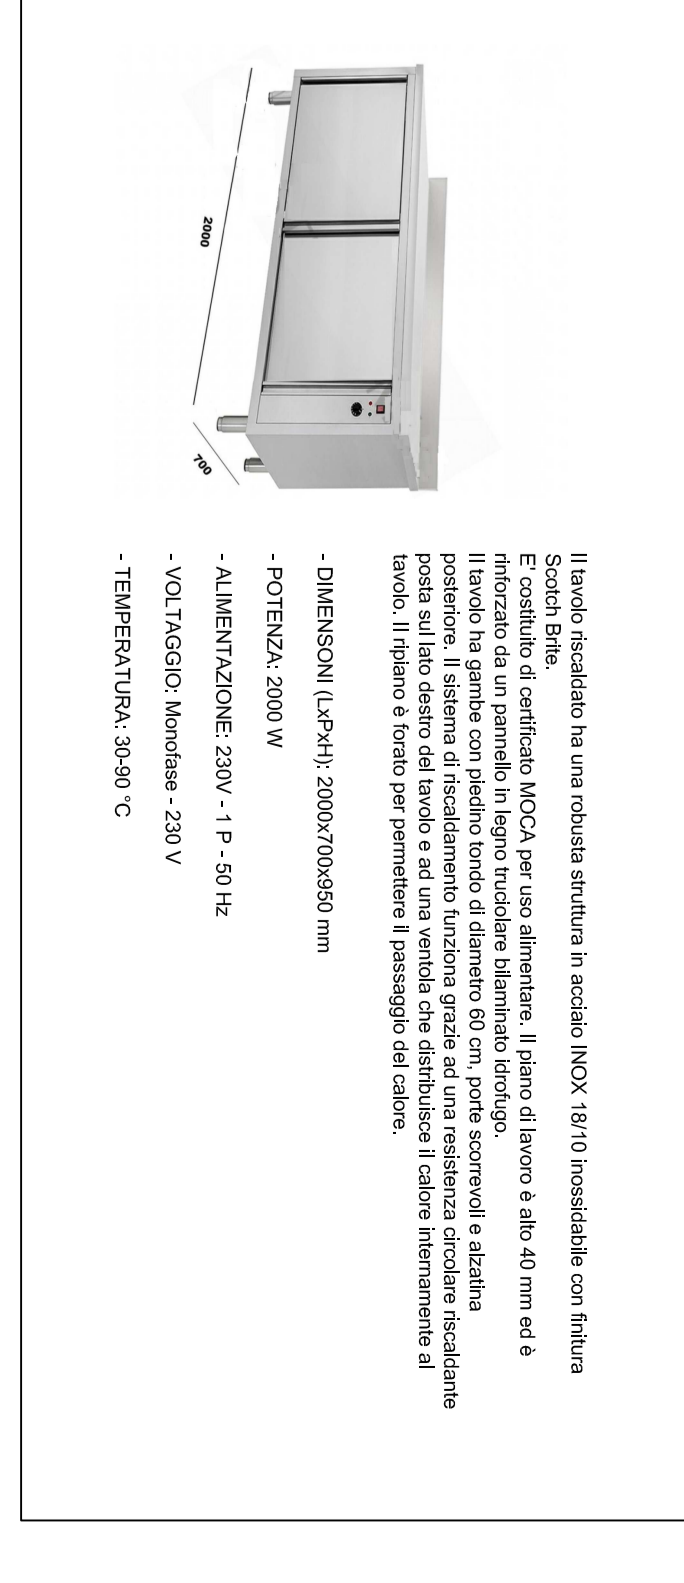 Il tavolo riscaldato ha una robusta struttura in acciaio INOX 18/10 inossidabile con finitura
Scotch Brite.
E' costituito di certificato MOCA per uso alimentare. Il piano di lavoro è alto 40 mm ed è
rinforzato da un pannello in legno truciolare bilaminato idrofugo.
Il tavolo ha gambe con piedino tondo di diametro 60 cm, porte scorrevoli e alzatina
posteriore. Il sistema di riscaldamento funziona grazie ad una resistenza circolare riscaldante
posta sul lato destro del tavolo e ad una ventola che distribuisce il calore internamente al
tavolo. Il ripiano è forato per permettere il passaggio del calore.
- DIMENSONI (LxPxH): 2000x700x950 mm
- POTENZA: 2000 W
- ALIMENTAZIONE: 230V - 1 P - 50 Hz
- VOLTAGGIO: Monofase - 230 V
- TEMPERATURA: 30-90 °C
2000
700